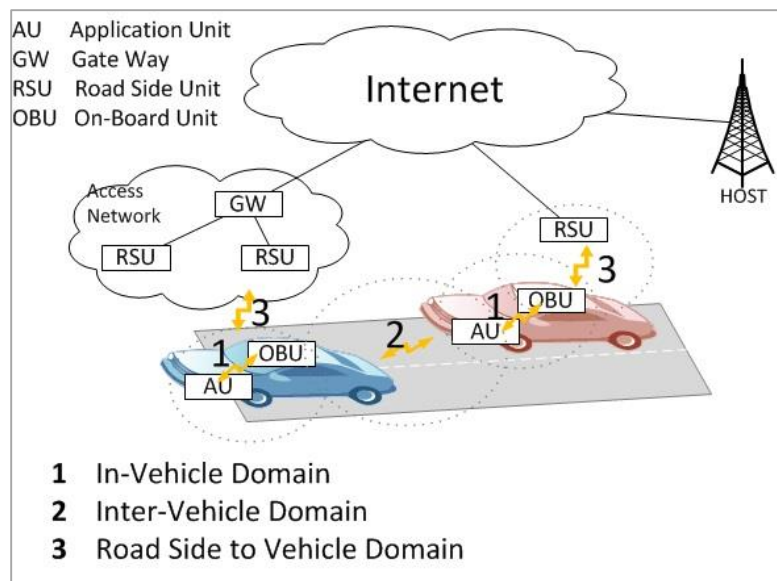 AU Application Unit
GW Gate Way
RSU Road Side Unit
OBU On-Board Unit
Internet
HOST
Access
Network
GW
RSU
RSU
RSU
3
3
1
OBU
AU
2
1
OBU
AU
1 In-Vehicle Domain
2 Inter-Vehicle Domain
3 Road Side to Vehicle Domain